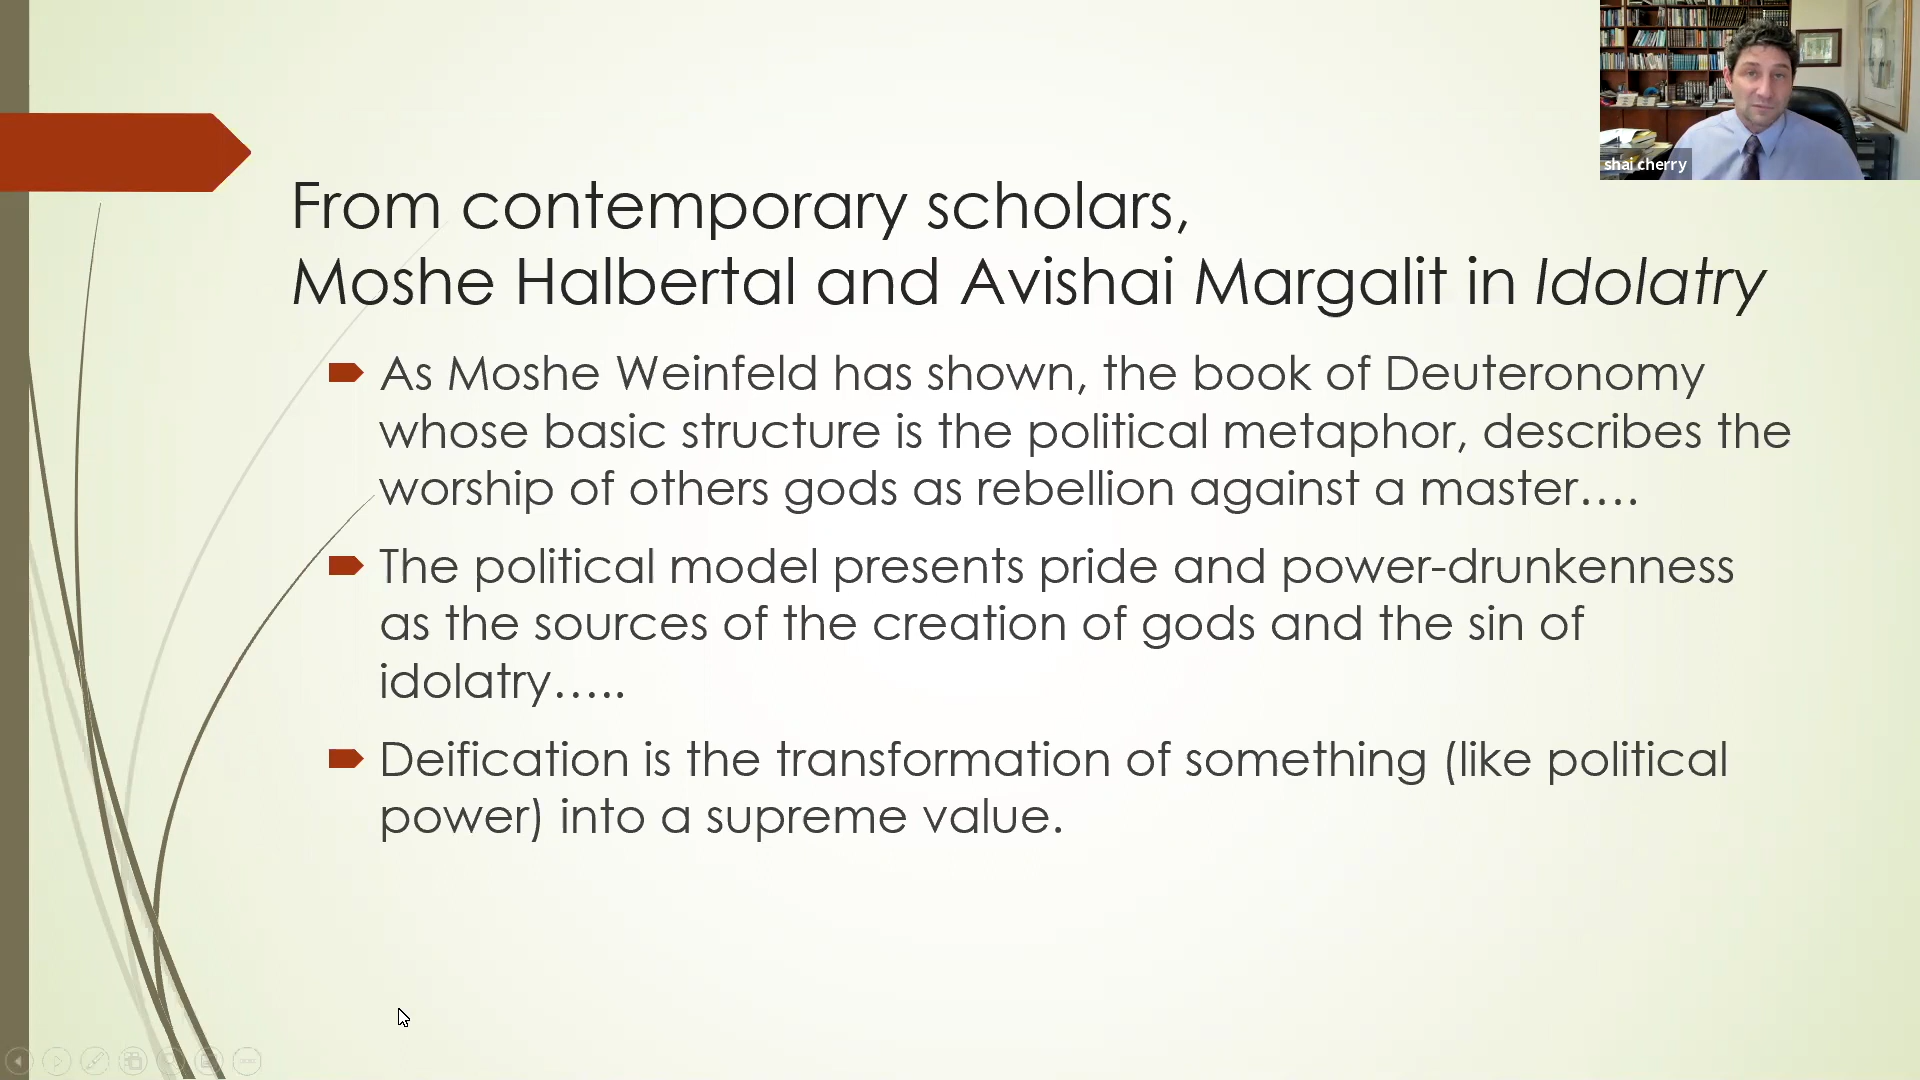 shai cherry
From contemporary scholars,
Moshe Halbertal and Avishai Margalit in Idolatry
As Moshe Weinfeld has shown, the book of Deuteronomy
whose basic structure is the political metaphor, describes the
worship of others gods as rebellion against a master….
The political model presents pride and power-drunkenness
as the sources of the creation of gods and the sin of
idolatry…..
Deification is the transformation of something (like political
power) into a supreme value.